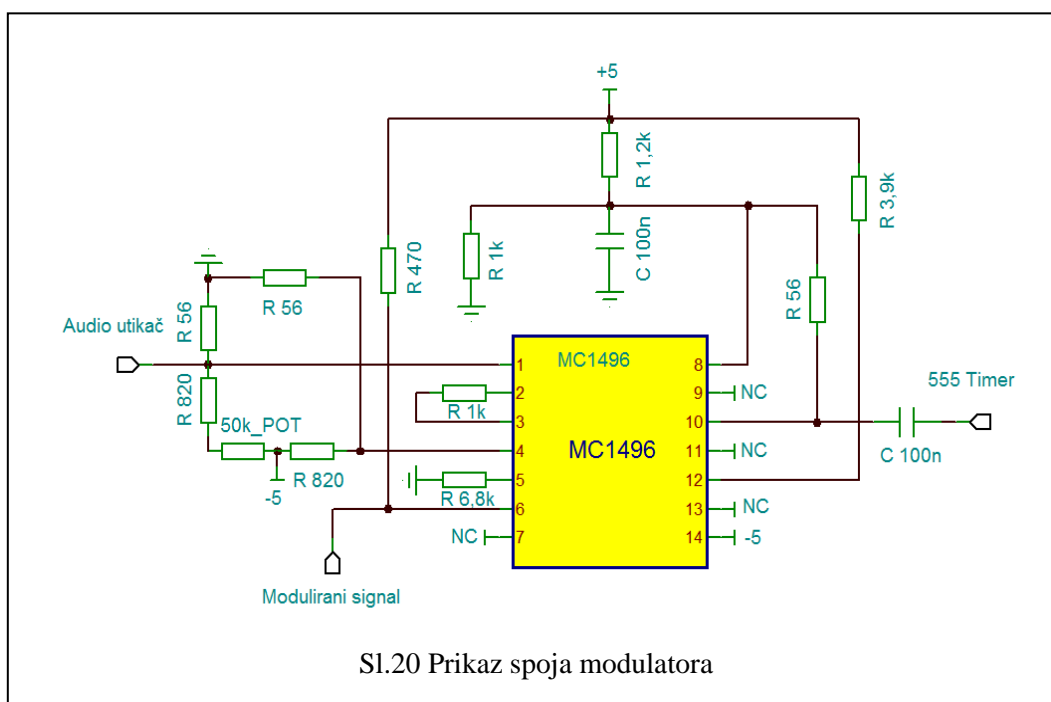 +5
R 1,2k
R 3,9k
R 1k
C 100n
R 470
R 56
R 56
R 56
Audio utikač
R 820
50k_POT
R 820
-5
MC1496
MC1496
1
2
3
4
5
6
7
8
9
10
11
12
13
14
R 1k
R 6,8k
NC
NC
NC
NC
-5
555 Timer
C 100n
Modulirani signal
Sl.20 Prikaz spoja modulatora